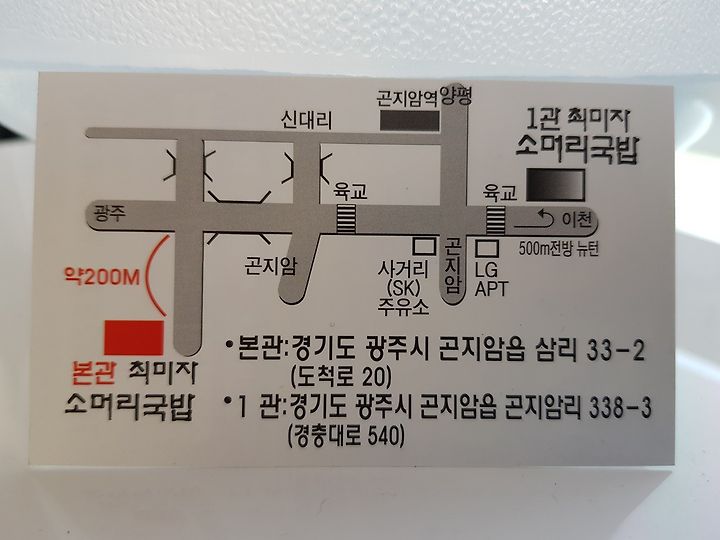 곤지암역
양평
신대리
1관 최미자
소머리국밥
육교
육교
광주
이천
500m전방 뉴턴
곤지암
곤지암
사거리
(SK)
주유소
LG
APT
약200M
본관 최미자
소머리국밥
•본관:경기도 광주시 곤지암읍 삼리 33-2
(도척로 20)
•1 관:경기도 광주시 곤지암읍 곤지암리 338-3
(경충대로 540)